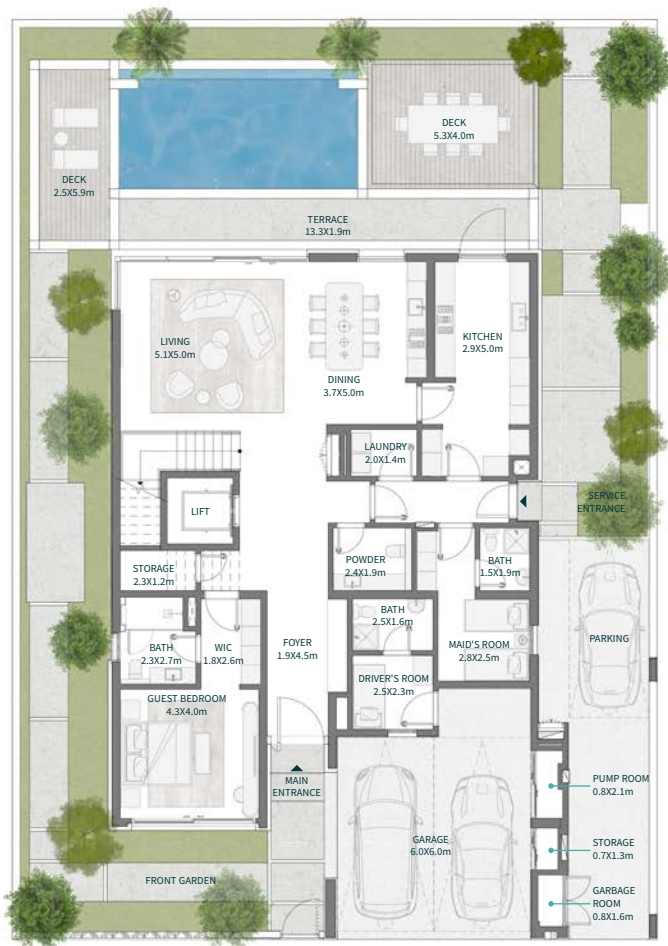 DECK
5.3X4.0m
DECK
2.5X5.9m
TERRACE
13.3X1.9m
LIVING
5.1X5.0m
DINING
3.7X5.0m
KITCHEN
2.9X5.0m
LAUNDRY
2.0X1.4m
SERVICE
ENTRANCE
LIFT
STORAGE
2.3X1.2m
POWDER
2.4X1.9m
BATH
1.5X1.9m
BATH
2.5X1.6m
BATH
2.3X2.7m
WIC
1.8X2.6m
FOYER
1.9X4.5m
MAID'S ROOM
2.8X2.5m
PARKING
DRIVER'S ROOM
2.5X2.3m
GUEST BEDROOM
4.3X4.0m
MAIN
ENTRANCE
PUMP ROOM
0.8X2.1m
GARAGE
6.0X6.0m
STORAGE
0.7X1.3m
FRONT GARDEN
GARBAGE
ROOM
0.8X1.6m